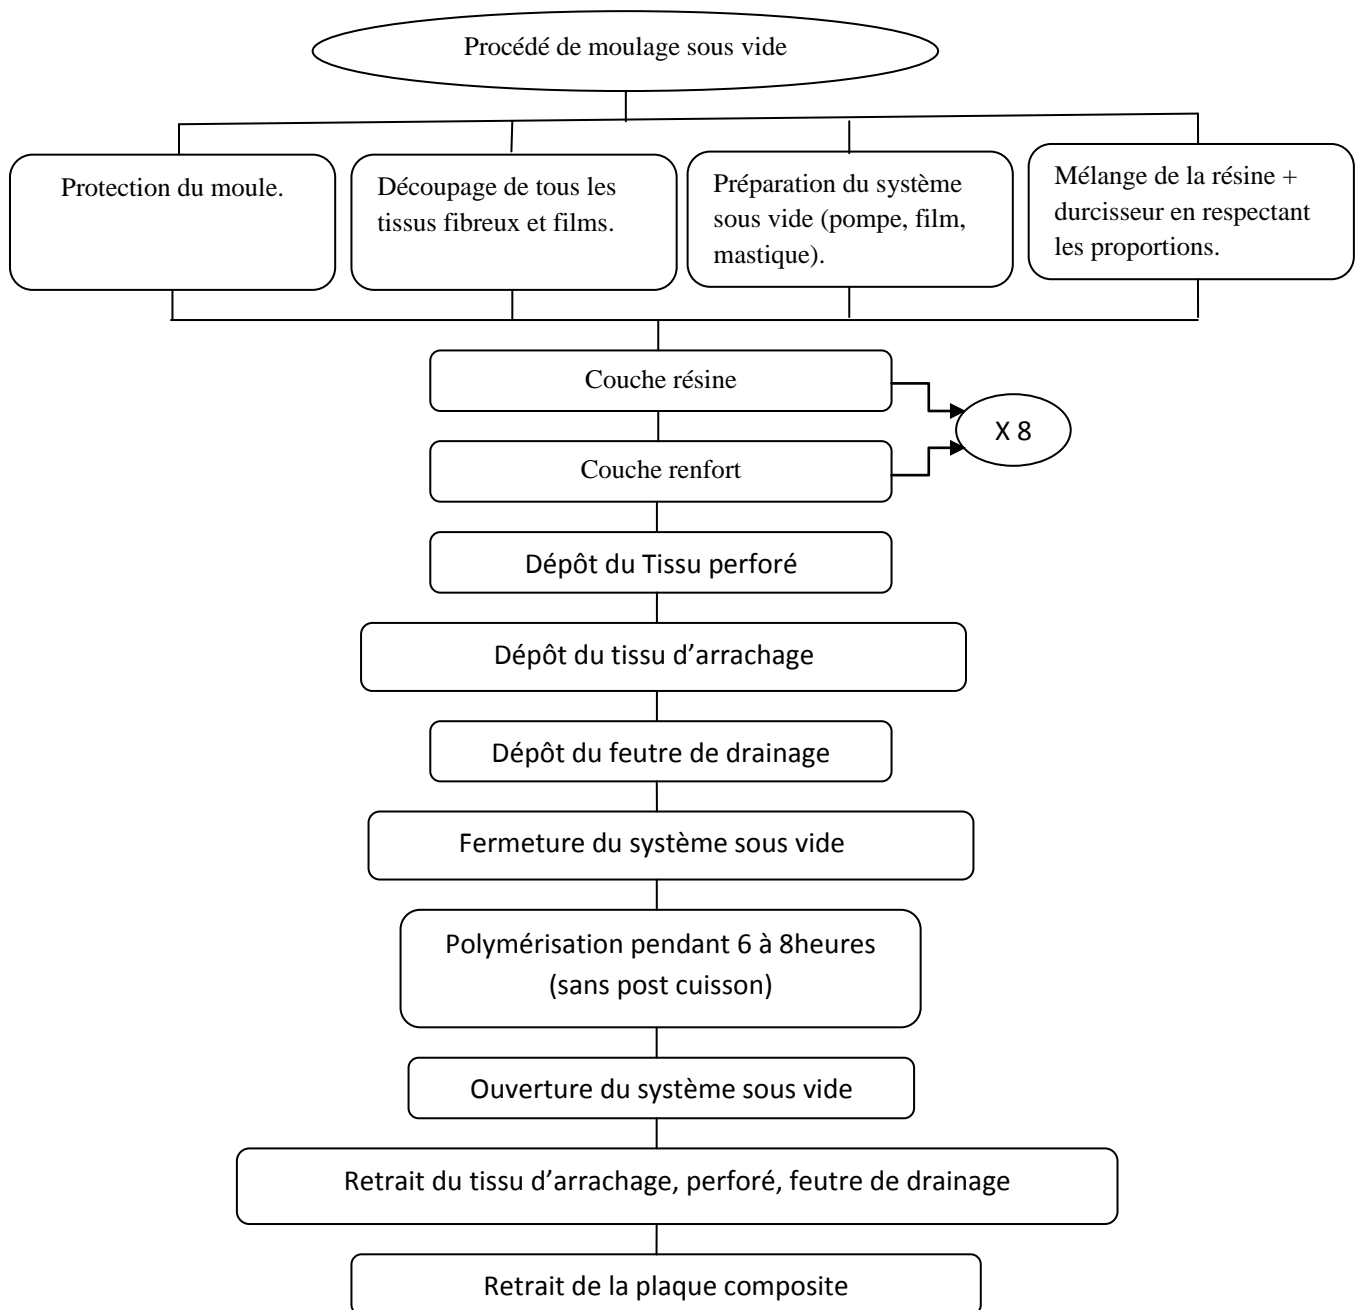 Procédé de moulage sous vide
Protection du moule.
Découpage de tous les
tissus fibreux et films.
Préparation du système
sous vide (pompe, film,
mastique).
Mélange de la résine +
durcisseur en respectant
les proportions.
Couche résine
X 8
Couche renfort
Dépôt du Tissu perforé
Dépôt du tissu d’arrachage
Dépôt du feutre de drainage
Fermeture du système sous vide
Polymérisation pendant 6 à 8heures
(sans post cuisson)
Ouverture du système sous vide
Retrait du tissu d’arrachage, perforé, feutre de drainage
Retrait de la plaque composite